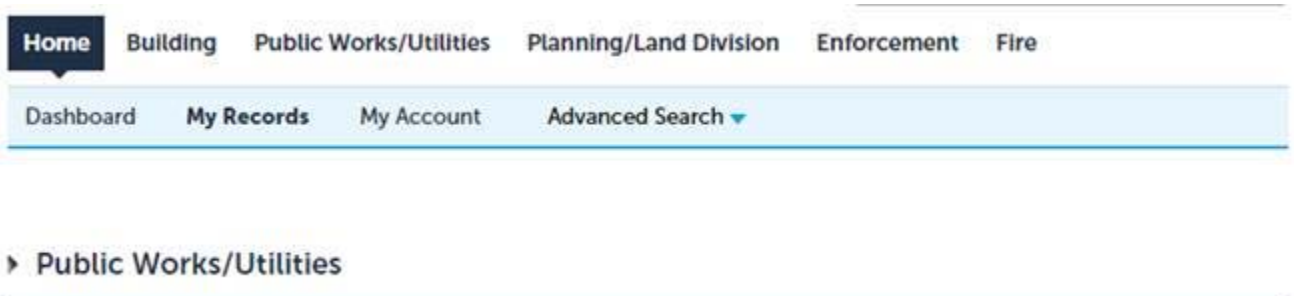 Home Building Public Works/Utilities Planning/Land Division Enforcement Fire
Dashboard My Records My Account Advanced Search
Public Works/Utilities